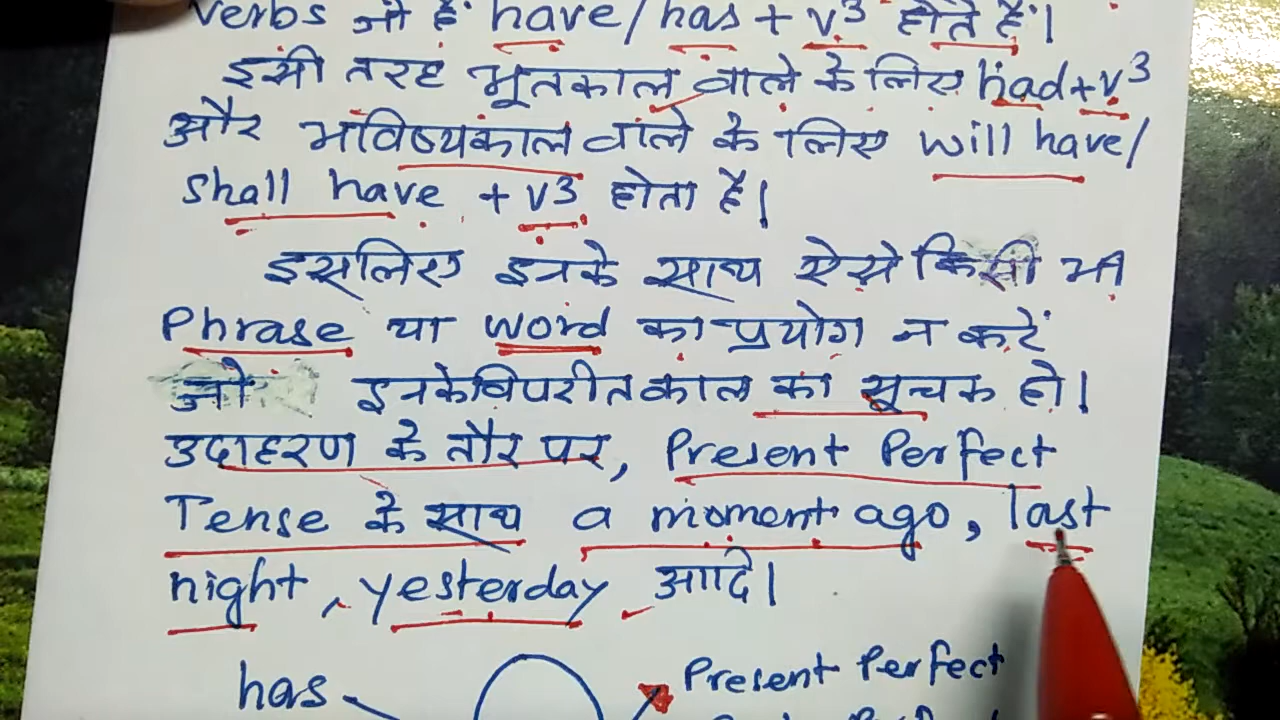 verbs जो हैं have/has + v3 होते हैं।
इसी तरह भूतकाल वाले के लिए had+v3
और भविष्यकाल वाले के लिए will have/
shall have + v3 होता है।
इसलिए इनके साथ ऐसे किसी भी
Phrase या word का प्रयोग न करें
जो इनके विपरीत काल का सूचक हो।
उदाहरण के तौर पर, Present Perfect
Tense के साथ a moment ago, last
night, yesterday आदि।
has Present Perfect